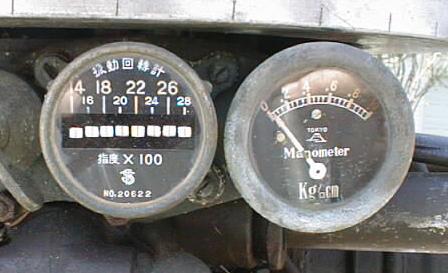 振動回轉計
14 18 22 26
16 20 24 28
指度 X 100
NO.20622
0 .2 .4 .6 .8
TOKYO
Manometer
Kg/□cm